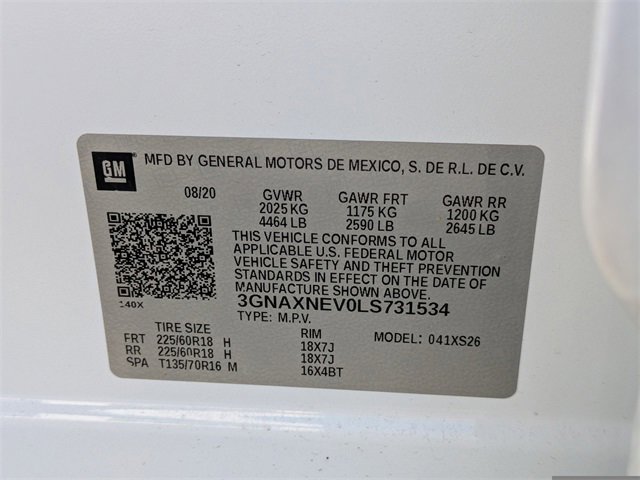 GM MFD BY GENERAL MOTORS DE MEXICO, S. DE R.L. DE C.V.
08/20 GVWR GAWR FRT GAWR RR
2025 KG 1175 KG 1200 KG
4464 LB 2590 LB 2645 LB
THIS VEHICLE CONFORMS TO ALL
APPLICABLE U.S. FEDERAL MOTOR
VEHICLE SAFETY AND THEFT PREVENTION
STANDARDS IN EFFECT ON THE DATE OF
MANUFACTURE SHOWN ABOVE.
140X 3GNAXNEV0LS731534
TYPE: M.P.V.
TIRE SIZE RIM MODEL: 041XS26
FRT 225/60R18 H 18X7J
RR 225/60R18 H 18X7J
SPA T135/70R16 M 16X4BT